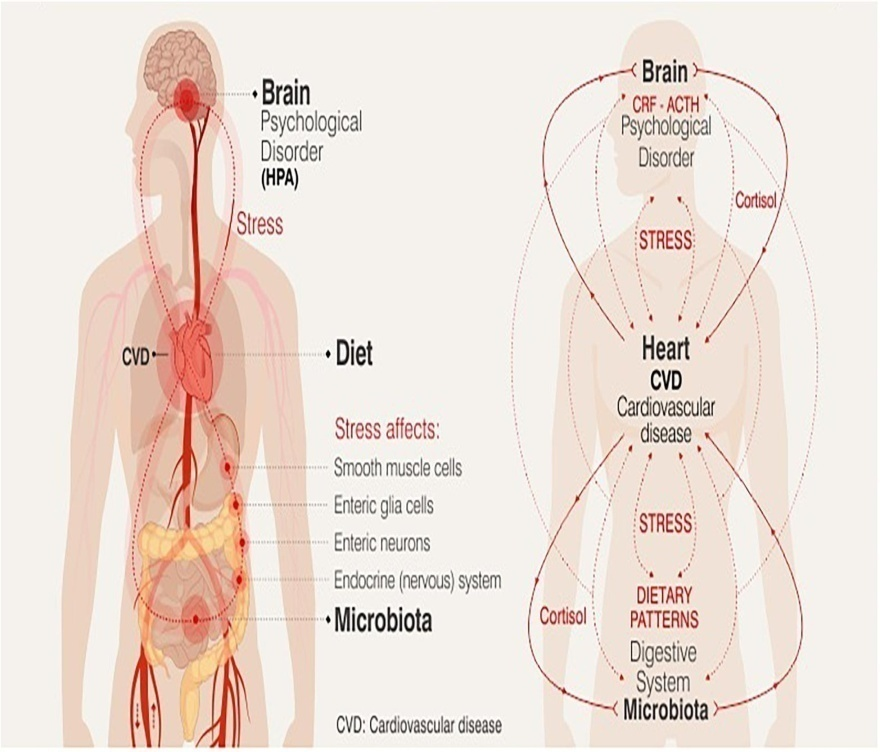 Brain
Psychological
Disorder
(HPA)
Stress
CVD
Diet
Stress affects:
Smooth muscle cells
Enteric glia cells
Enteric neurons
Endocrine (nervous) system
Microbiota
CVD: Cardiovascular disease
Brain
CRF - ACTH
Psychological
Disorder
Cortisol
STRESS
Heart
CVD
Cardiovascular
disease
STRESS
DIETARY
PATTERNS
Cortisol
Digestive
System
Microbiota